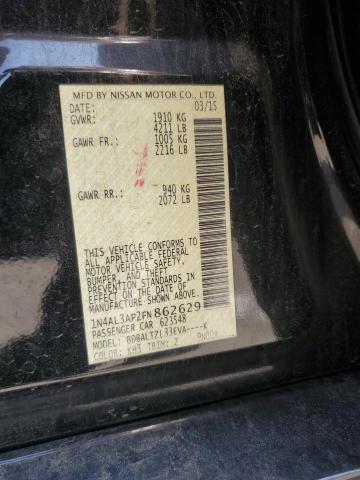 MFD BY NISSAN MOTOR CO., LTD.
DATE: 03/15
GVWR: 1910 KG
4211 LB
GAWR FR: 1005 KG
2216 LB
GAWR RR: 940 KG
2072 LB
THIS VEHICLE CONFORMS TO
ALL APPLICABLE FEDERAL
MOTOR VEHICLE SAFETY,
BUMPER, AND THEFT
PREVENTION STANDARDS IN
EFFECT ON THE DATE OF
MANUFACTURE SHOWN ABOVE.
1N4AL3AP2FN862629
PASSENGER CAR 623548
MODEL: BDBALTZL33EVA----K
COLOR: KH3 TRIM: Z